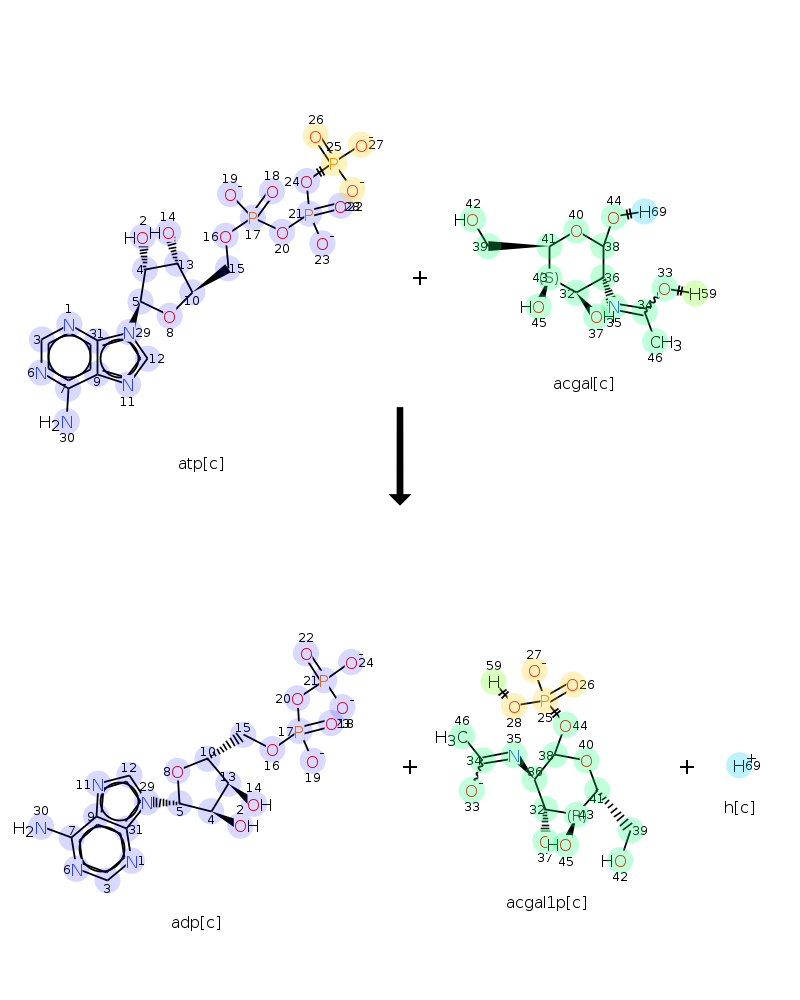 26
25
O
O
-
27
P
24
O
O
-
19
18
O
-
O
P
17
21
P
O
28
22
2
14
HO
HO
16
O
O
20
O
-
23
4
13
15
5
10
O
8
1
N
31
N
29
3
12
6
N
9
N
11
7
H2N
30
atp[c]
+
42
HO
44
O
H
69
40
O
39
41
38
43
(S)
36
33
O
H
59
32
N
35
34
HO
45
OH
37
CH3
46
acgal[c]
22
O
O
-
24
21
P
20
O
O
-
23
15
17
P
O
18
10
O
16
O
-
19
8
O
13
14
OH
12
11
N
29
N
5
4
2
OH
30
H2N
9
31
7
6
N
N
1
3
adp[c]
+
27
O
-
59
H
P
25
O
26
O
28
O
44
46
H3C
35
N
38
40
O
34
36
41
O
-
33
32
(R)
43
O
-
37
HO
45
39
HO
42
acgal1p[c]
+
H
+
69
h[c]